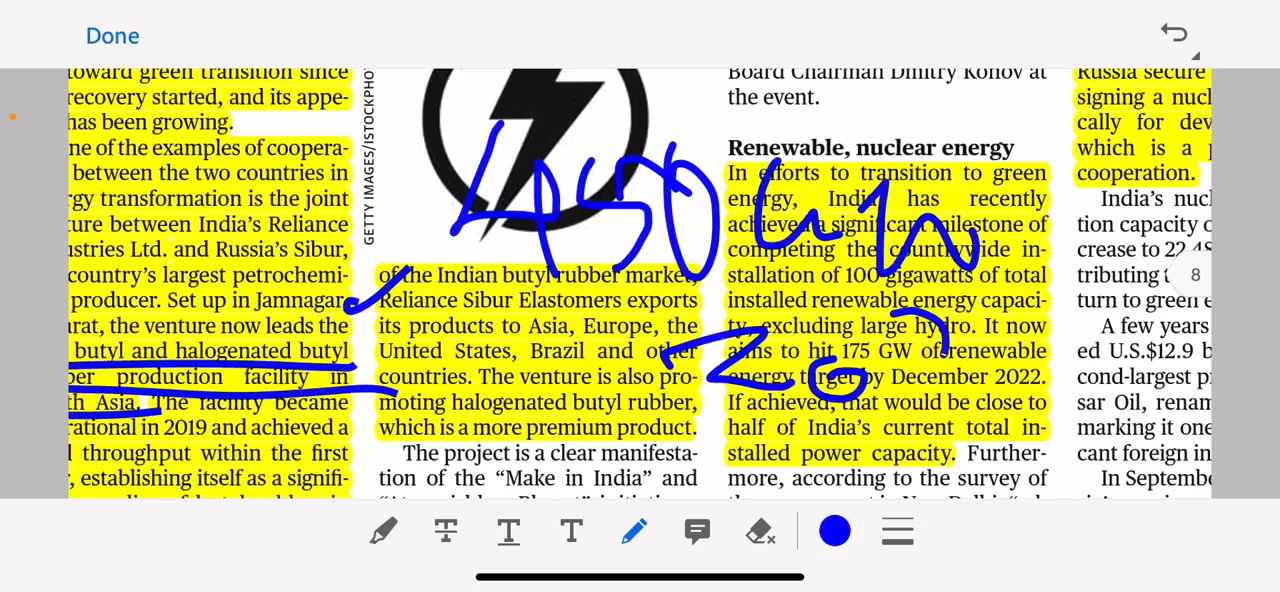 Done
toward green transition since
recovery started, and its appe-
has been growing.
ne of the examples of coopera-
between the two countries in
rgy transformation is the joint
ture between India's Reliance
ustries Ltd. and Russia's Sibur,
country's largest petrochemi-
producer. Set up in Jamnagar,
arat, the venture now leads the
butyl and halogenated butyl
ber production facility in
th Asia. The facility became
rational in 2019 and achieved a
l throughput within the first
, establishing itself as a signifi-
GETTY IMAGES/ISTOCKPHO
450
of the Indian butyl rubber market,
Reliance Sibur Elastomers exports
its products to Asia, Europe, the
United States, Brazil and other
countries. The venture is also pro-
moting halogenated butyl rubber,
which is a more premium product.
The project is a clear manifesta-
tion of the "Make in India" and
Board Chairman Dmitry Konov at
the event.
Renewable, nuclear energy
In efforts to transition to green
energy, India has recently
achieved a significant milestone of
completing the countrywide in-
stallation of 100 gigawatts of total
installed renewable energy capaci-
ty, excluding large hydro. It now
aims to hit 175 GW of renewable
energy target by December 2022.
If achieved, that would be close to
half of India's current total in-
stalled power capacity. Further-
more, according to the survey of
Russia secure
signing a nucl
cally for dev
which is a p
cooperation.
India's nucl
tion capacity o
crease to 22.48
tributing
turn to green e
A few years
ed U.S.$12.9 b
cond-largest pr
sar Oil, renam
marking it one
cant foreign in
In Septembe
8